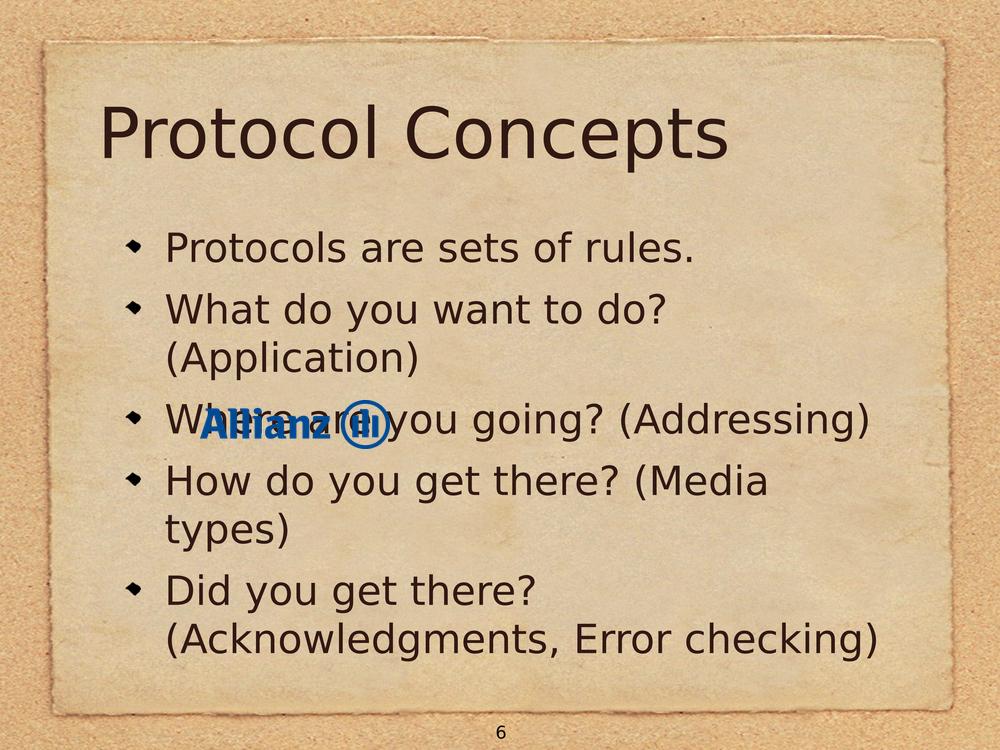 Protocol Concepts
Protocols are sets of rules.
What do you want to do?
(Application)
Where are you going? (Addressing)
Allianz
How do you get there? (Media
types)
Did you get there?
(Acknowledgments, Error checking)
6